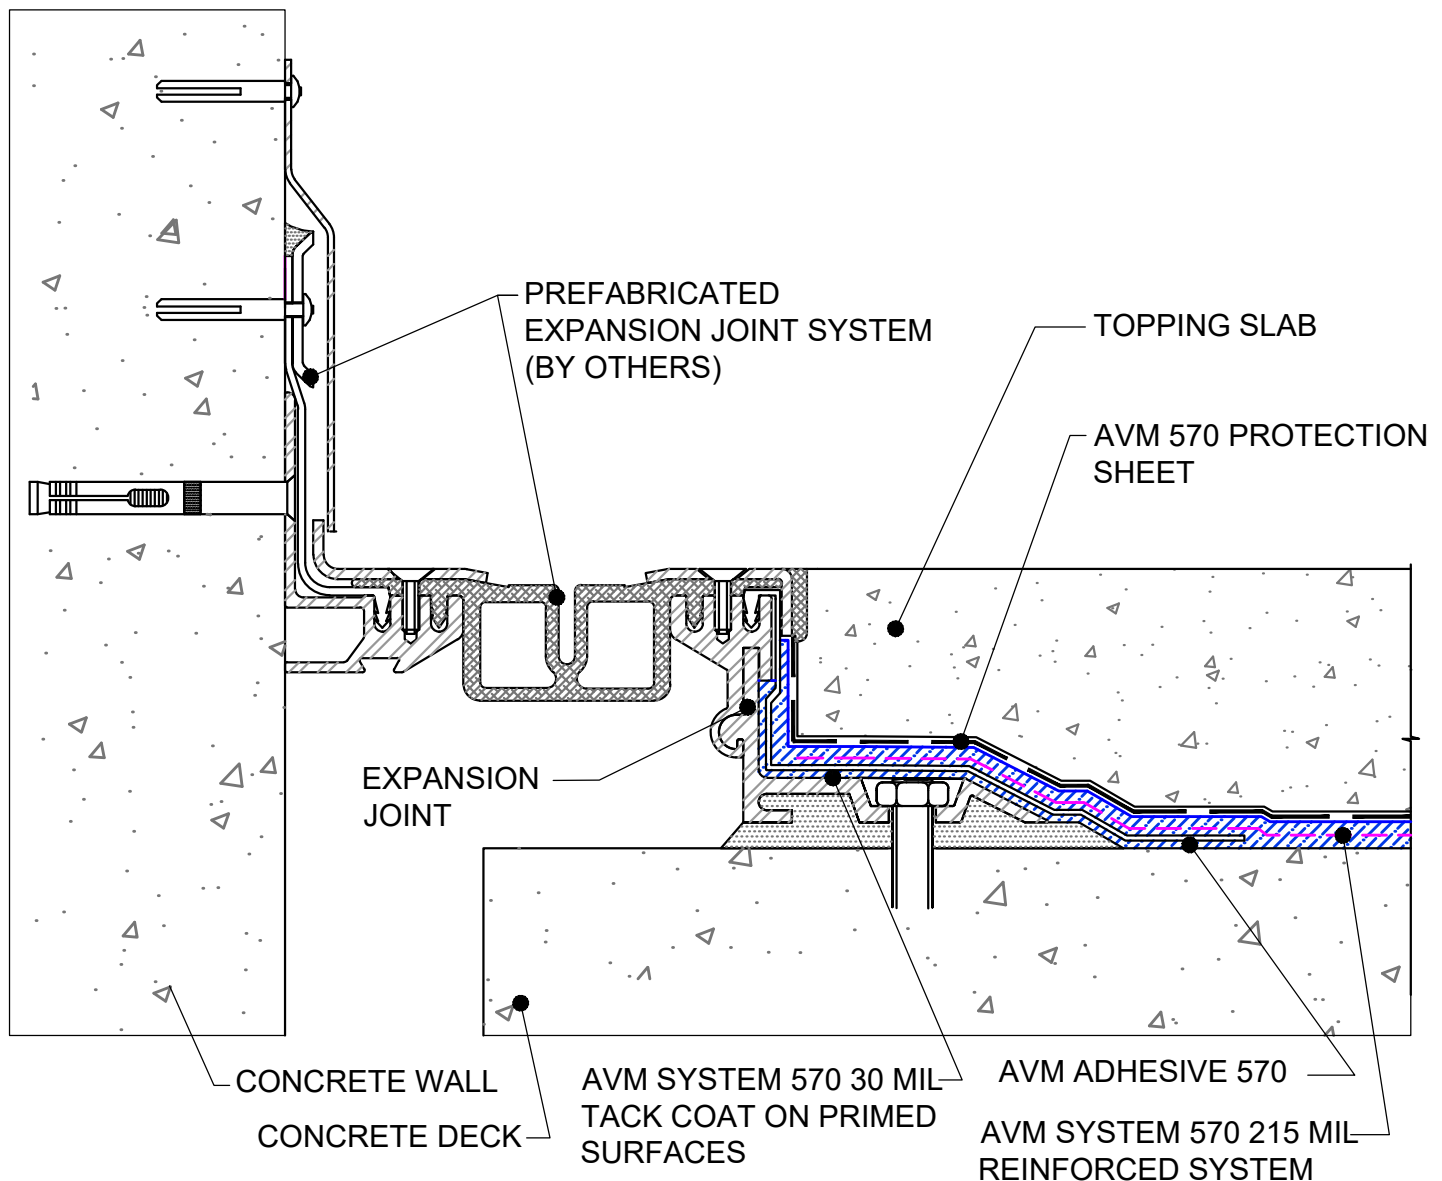 PREFABRICATED
EXPANSION JOINT SYSTEM
(BY OTHERS)
TOPPING SLAB
AVM 570 PROTECTION
SHEET
EXPANSION
JOINT
CONCRETE WALL
CONCRETE DECK
AVM SYSTEM 570 30 MIL
TACK COAT ON PRIMED
SURFACES
AVM ADHESIVE 570
AVM SYSTEM 570 215 MIL
REINFORCED SYSTEM